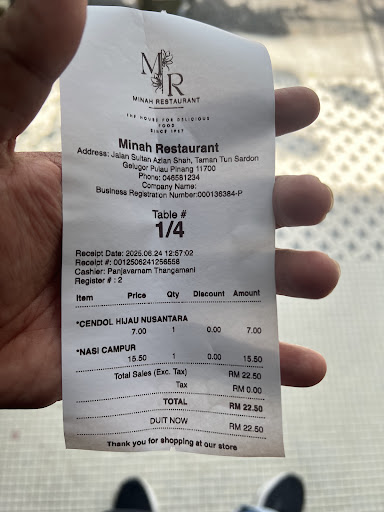 M
R
MINAH RESTAURANT
THE HOUSE FOR DELICIOUS
FOOD
SINCE 1967
Minah Restaurant
Address: Jalan Sultan Azlan Shah, Taman Tun Sardon
Gelugor Pulau Pinang 11700
Phone: 046581234
Company Name:
Business Registration Number:000136384-P
Table #
1/4
Receipt Date: 2025.06.24 12:57:02
Receipt #: 0012506241256558
Cashier: Panjavarnam Thangamani
Register # : 2
Item Price Qty Discount Amount
*CENDOL HIJAU NUSANTARA
7.00 1 0.00 7.00
*NASI CAMPUR
15.50 1 0.00 15.50
Total Sales (Exc. Tax) RM 22.50
Tax RM 0.00
TOTAL RM 22.50
DUIT NOW RM 22.50
Thank you for shopping at our store